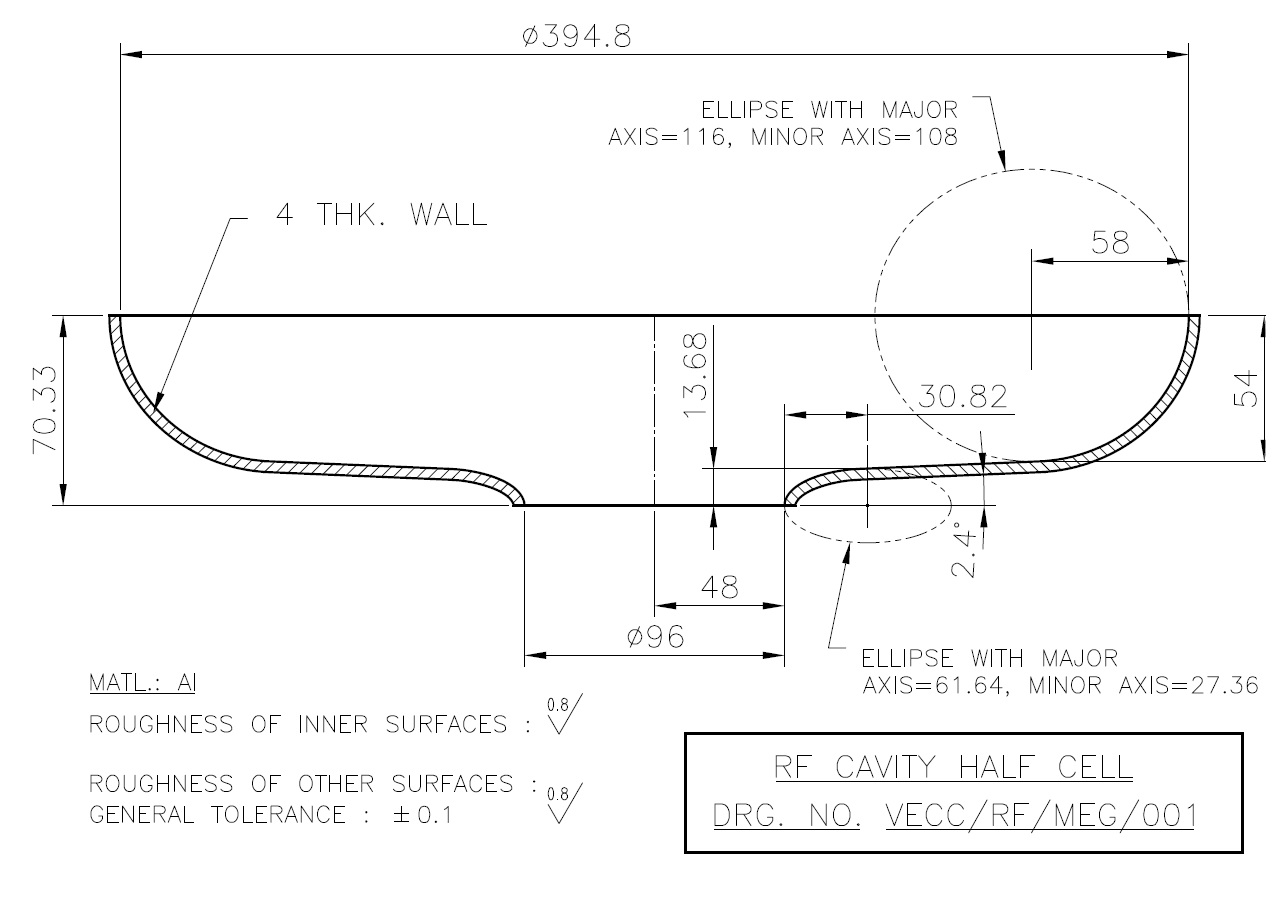 ø394.8
ELLIPSE WITH MAJOR
AXIS=116, MINOR AXIS=108
4 THK. WALL
58
70.33
13.68
30.82
54
2.4°
48
ø96
ELLIPSE WITH MAJOR
AXIS=61.64, MINOR AXIS=27.36
MATL.: Al
ROUGHNESS OF INNER SURFACES : 0.8
ROUGHNESS OF OTHER SURFACES : 0.8
GENERAL TOLERANCE : ±0.1
RF CAVITY HALF CELL
DRG. NO. VECC/RF/MEG/001